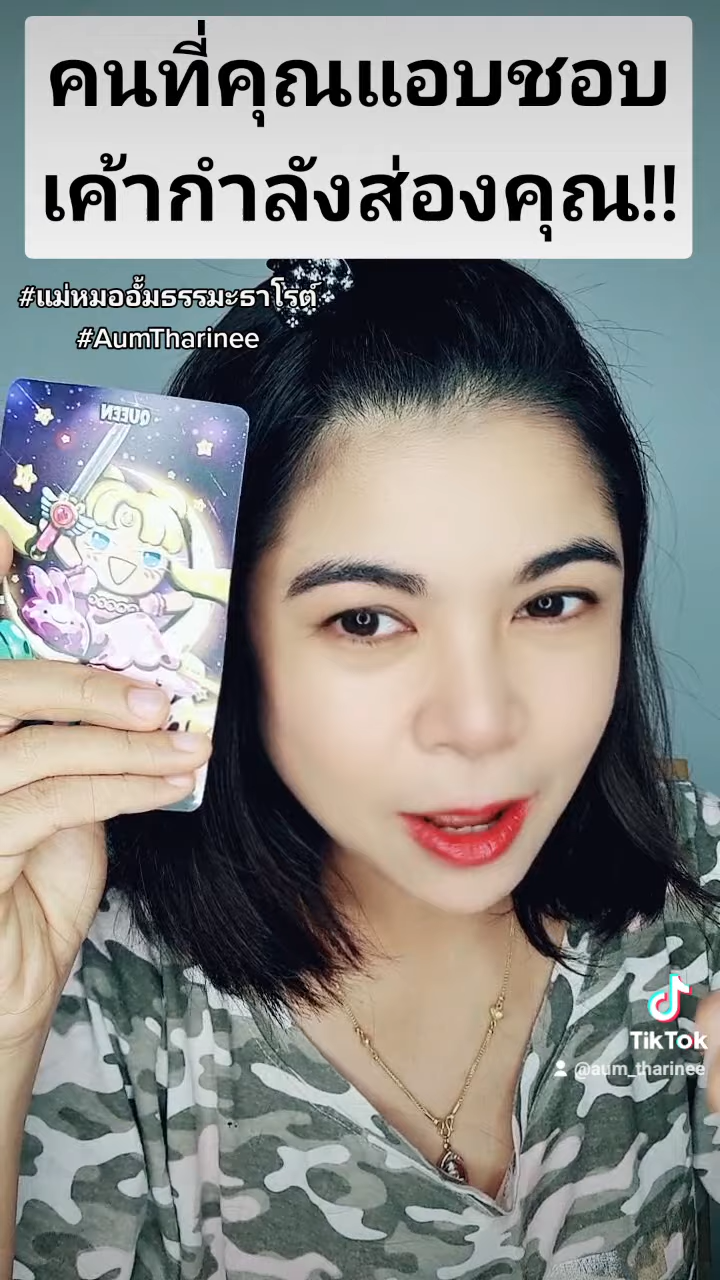 คนที่คุณแอบชอบ
เค้ากำลังส่องคุณ!!
#แม่หมออั้มธรรมะธาโรต์
#AumTharinee
QUEEN
TikTok
@aum_tharinee